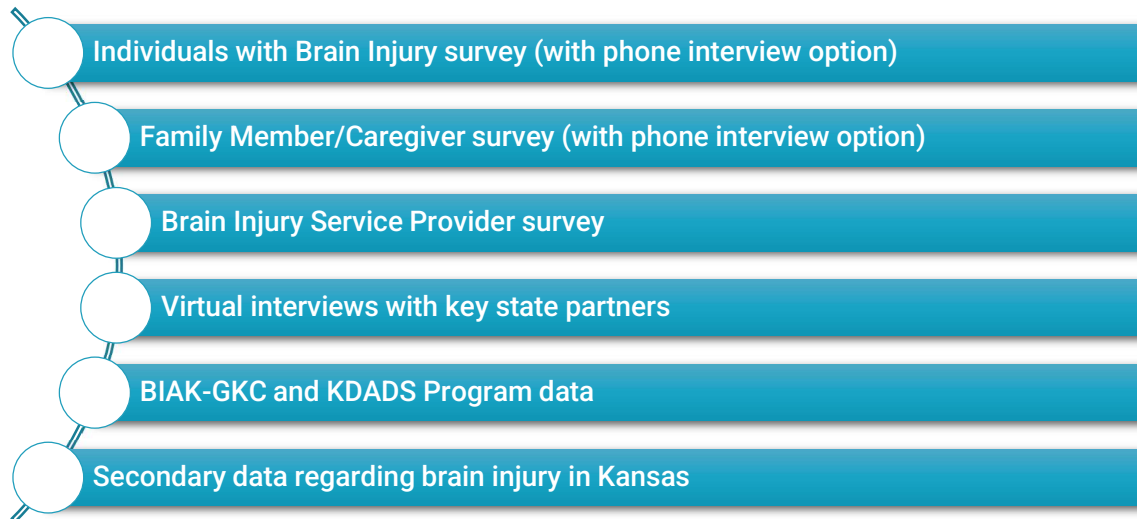 Individuals with Brain Injury survey (with phone interview option)
Family Member/Caregiver survey (with phone interview option)
Brain Injury Service Provider survey
Virtual interviews with key state partners
BIAK-GKC and KDADS Program data
Secondary data regarding brain injury in Kansas